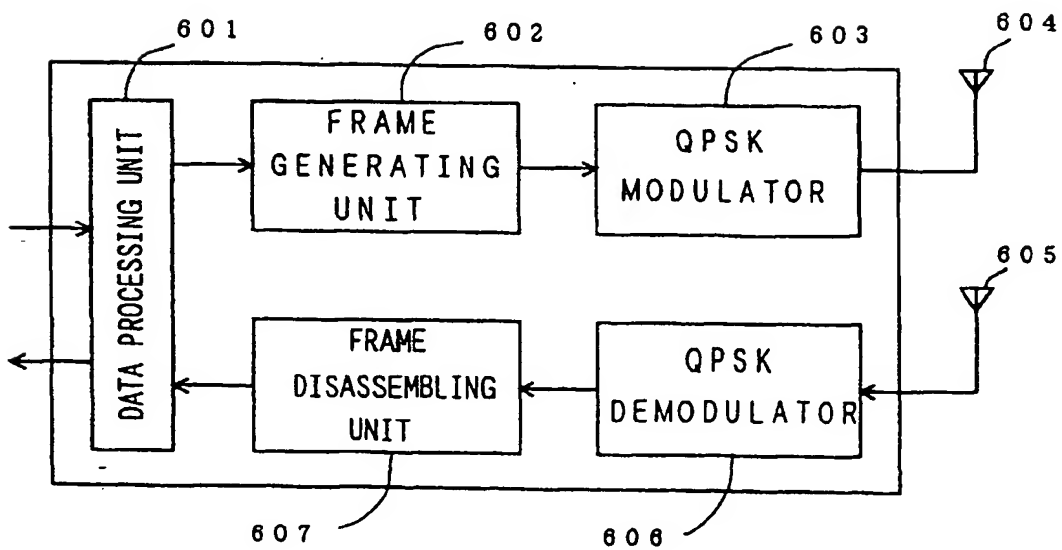 601
602
603
604
DATA PROCESSING UNIT
FRAME
GENERATING
UNIT
QPSK
MODULATOR
605
FRAME
DISASSEMBLING
UNIT
QPSK
DEMODULATOR
607
606